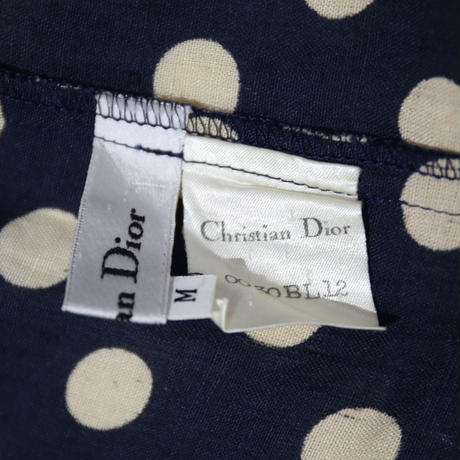 an Dior
M
Christian Dior
0030BL12